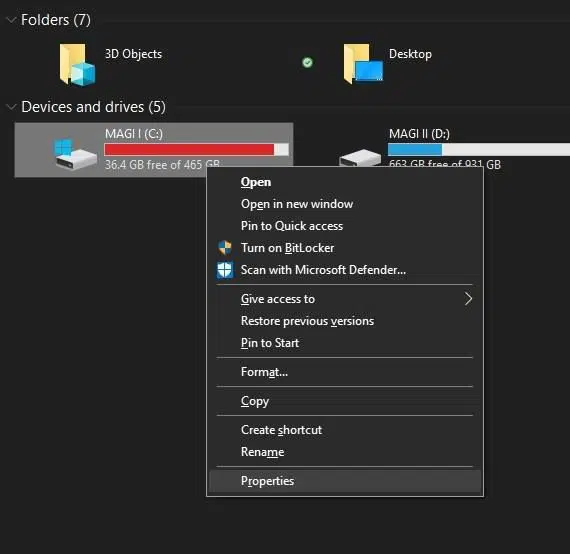 Folders (7)
3D Objects
Desktop
Devices and drives (5)
MAGI I (C:)
36.4 GB free of 465 GB
MAGI II (D:)
663 GB free of 931 GB
Open
Open in new window
Pin to Quick access
Turn on BitLocker
Scan with Microsoft Defender...
Give access to
Restore previous versions
Pin to Start
Format...
Copy
Create shortcut
Rename
Properties